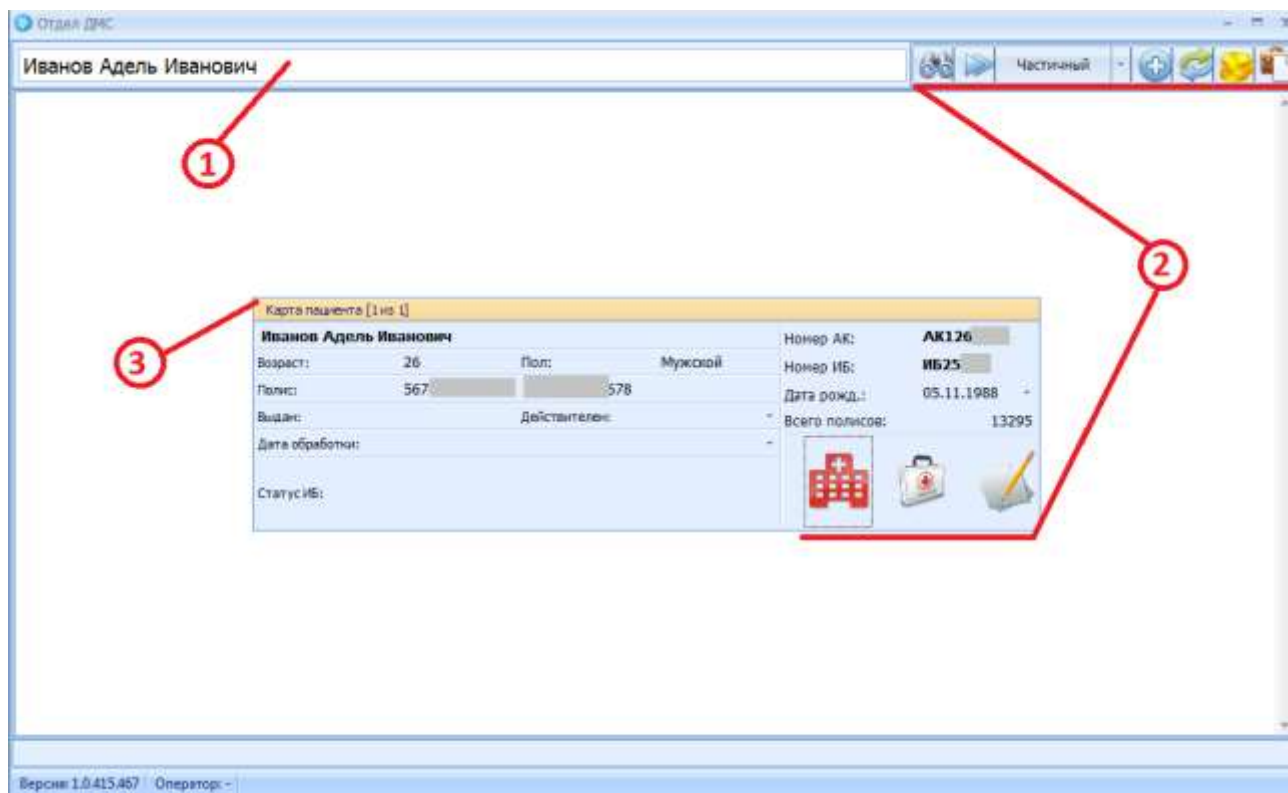 Отдел ДМС
Иванов Адель Иванович
Частичный
1
2
3
Карта пациента [1 из 1]
Иванов Адель Иванович
Номер АК: АК126
Возраст: 26 Пол: Мужской
Номер ИБ: ИБ25
Полис: 567 578
Дата рожд.: 05.11.1988
Выдан: Действителен:
Всего полисов: 13295
Дата обработки:
Статус ИБ:
Версия: 1.0.415.467 Оператор: -